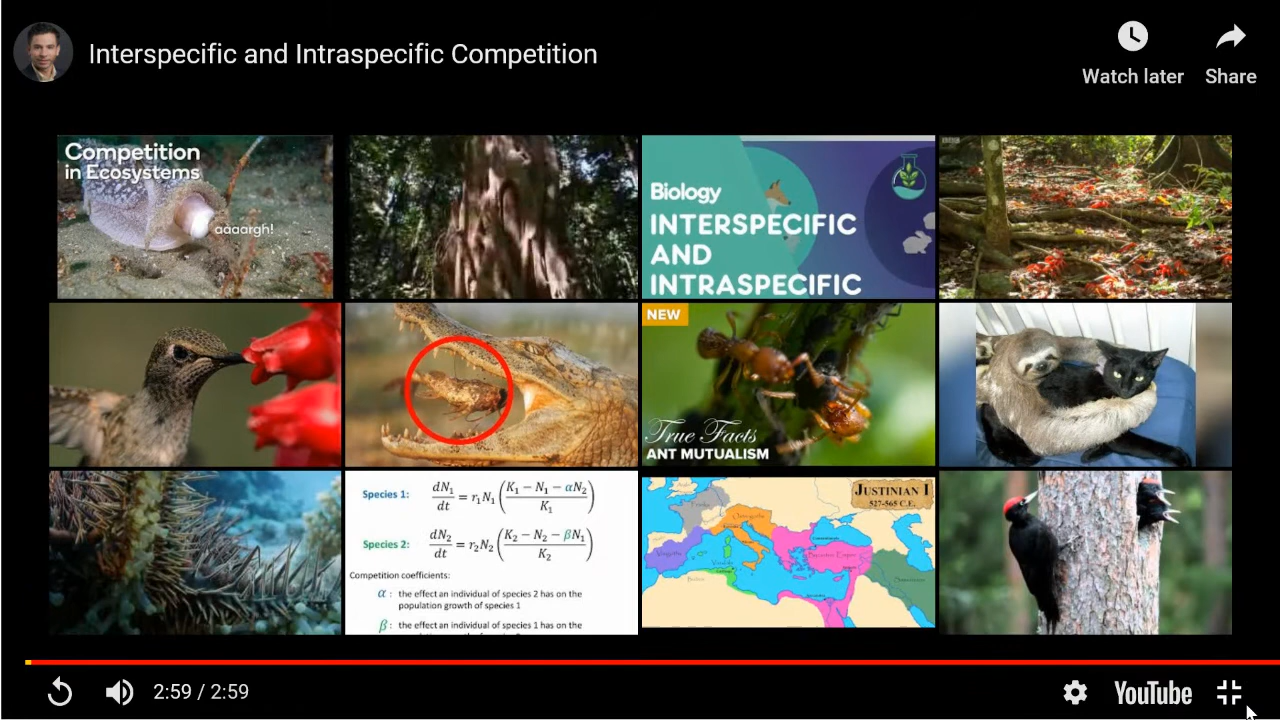 Interspecific and Intraspecific Competition
Watch later
Share
Competition
in Ecosystems
aaaargh!
Biology
INTERSPECIFIC
AND
INTRASPECIFIC
BBC
NEW
True Facts
ANT MUTUALISM
Species 1: dN₁/dt = r₁N₁ ((K₁ − N₁ − αN₂)/K₁)
Species 2: dN₂/dt = r₂N₂ ((K₂ − N₂ − βN₁)/K₂)
Competition coefficients:
α : the effect an individual of species 2 has on the
population growth of species 1
β : the effect an individual of species 1 has on the
JUSTINIAN I
527-565 C.E.
Byzantine Empire
2:59 / 2:59
YouTube